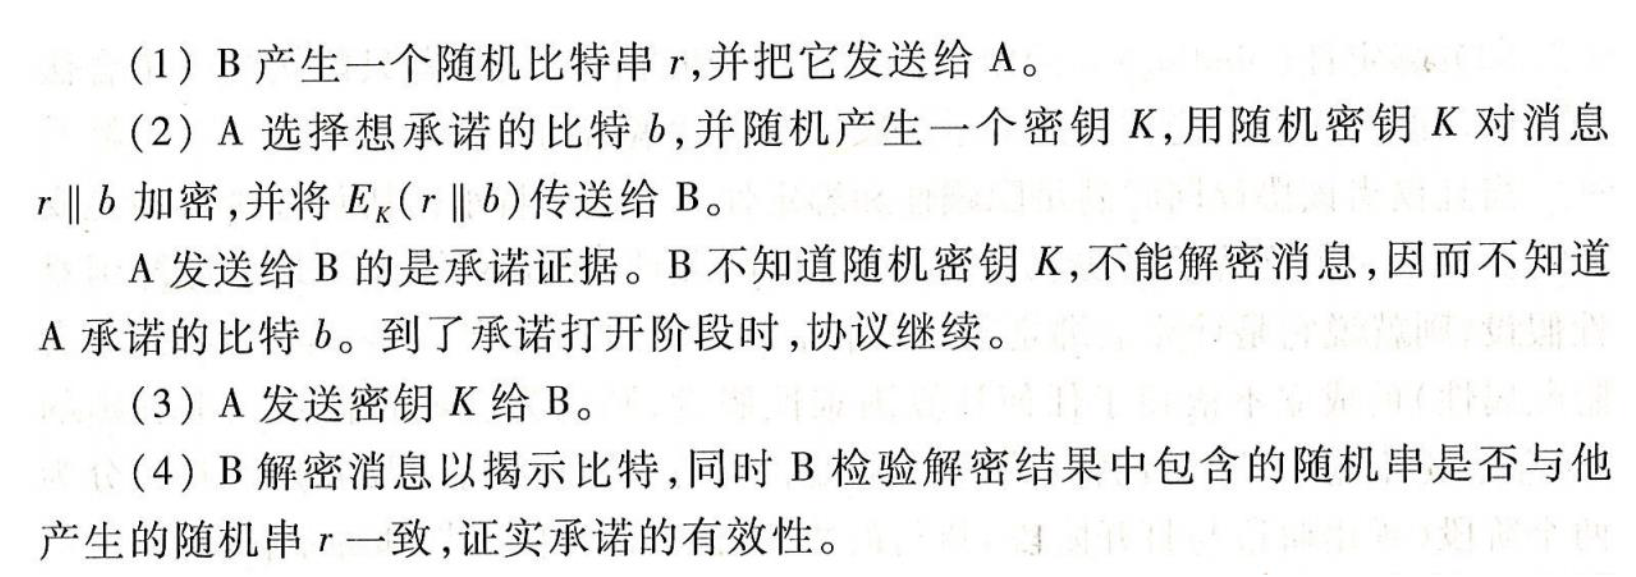 (1) B 产生一个随机比特串 r,并把它发送给 A。
(2) A 选择想承诺的比特 b,并随机产生一个密钥 K,用随机密钥 K 对消息
r‖b 加密,并将 E_K(r‖b)传送给 B。
A 发送给 B 的是承诺证据。B 不知道随机密钥 K,不能解密消息,因而不知道
A 承诺的比特 b。到了承诺打开阶段时,协议继续。
(3) A 发送密钥 K 给 B。
(4) B 解密消息以揭示比特,同时 B 检验解密结果中包含的随机串是否与他
产生的随机串 r 一致,证实承诺的有效性。